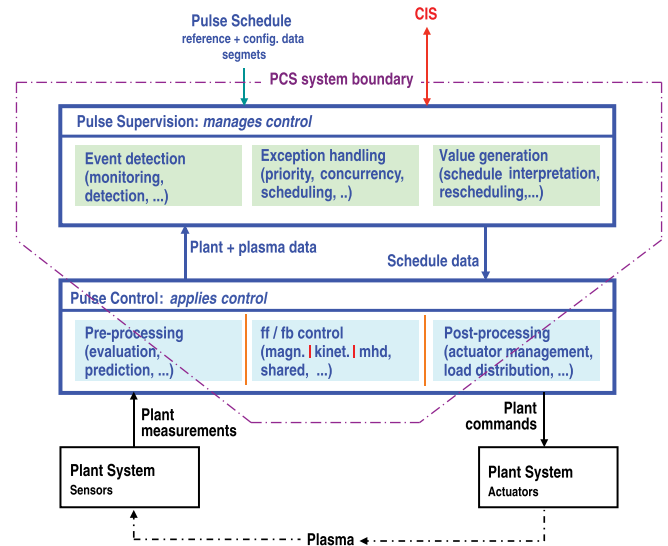 Pulse Schedule
reference + config. data
segmets
CIS
PCS system boundary
Pulse Supervision: manages control
Event detection
(monitoring,
detection, ...)
Exception handling
(priority, concurrency,
scheduling, ..)
Value generation
(schedule interpretation,
rescheduling,...)
Plant + plasma data
Schedule data
Pulse Control: applies control
Pre-processing
(evaluation,
prediction, ...)
ff / fb control
(magn. | kinet. | mhd,
shared, ...)
Post-processing
(actuator management,
load distribution, ...)
Plant
measurements
Plant
commands
Plant System
Sensors
Plant System
Actuators
Plasma